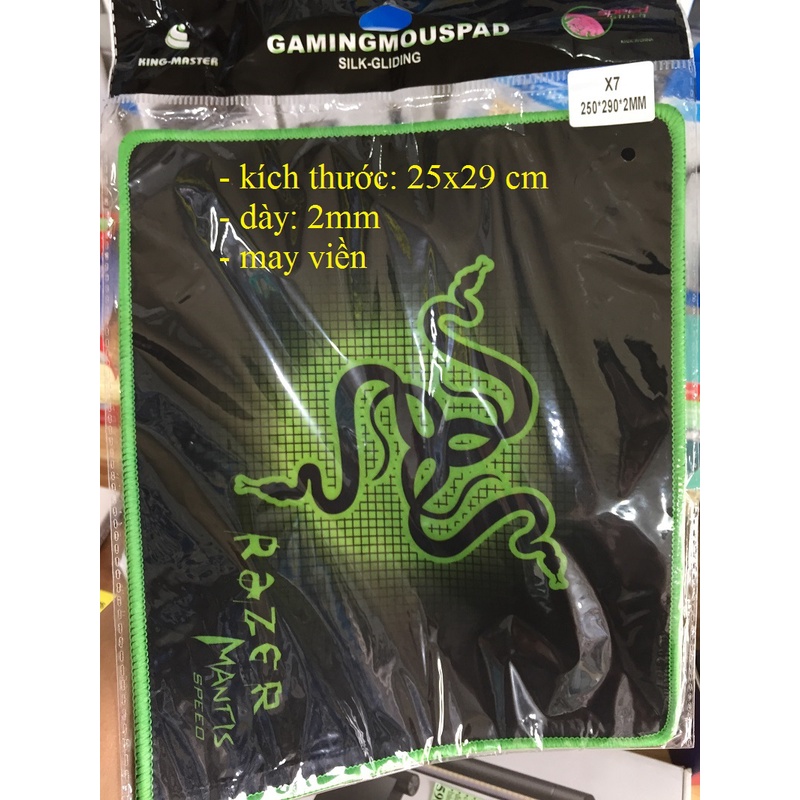 KING-MASTER
GAMINGMOUSPAD
SILK-GLIDING
speed
X7
250*290*2MM
- kích thước: 25x29 cm
- dày: 2mm
- may viền
RAZER
MANTIS
SPEED